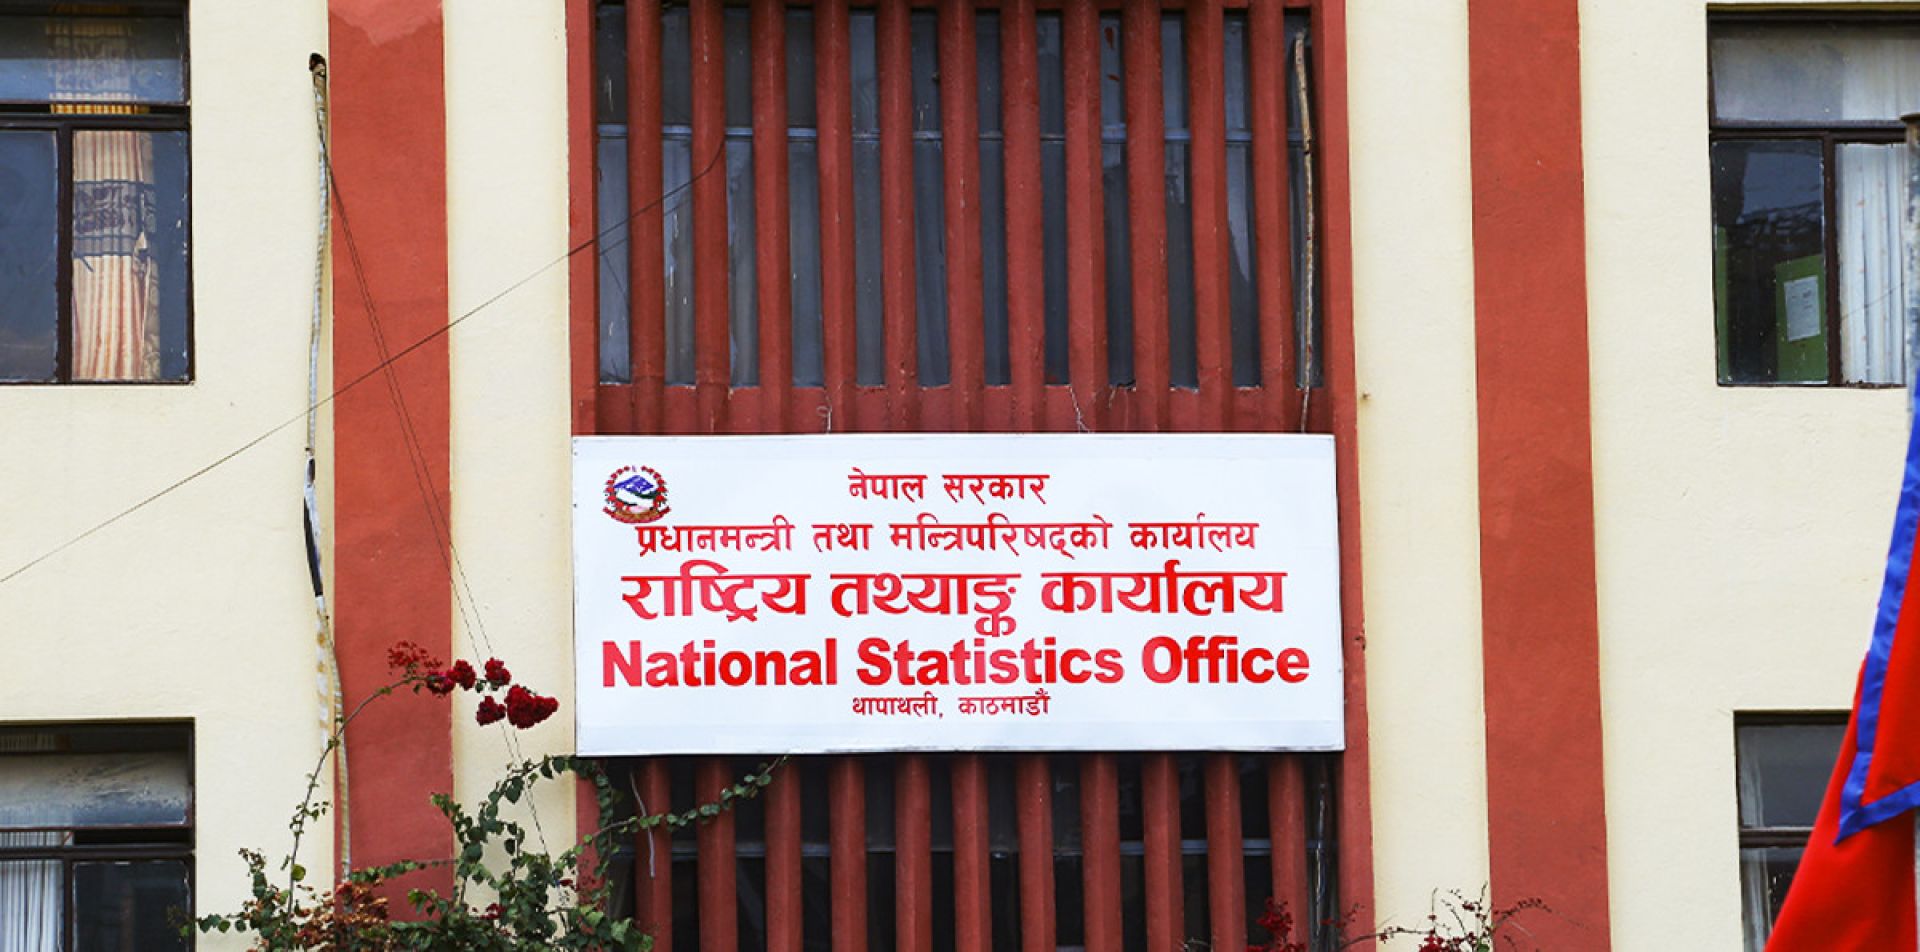 नेपाल सरकार
प्रधानमन्त्री तथा मन्त्रिपरिषद्को कार्यालय
राष्ट्रिय तथ्याङ्क कार्यालय
National Statistics Office
थापाथली, काठमाडौं